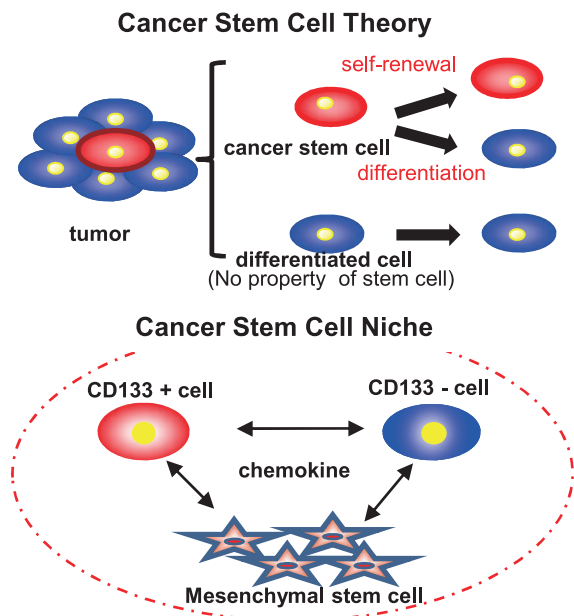 Cancer Stem Cell Theory
self-renewal
cancer stem cell
differentiation
tumor
differentiated cell
(No property of stem cell)
Cancer Stem Cell Niche
CD133 + cell
CD133 - cell
chemokine
Mesenchymal stem cell